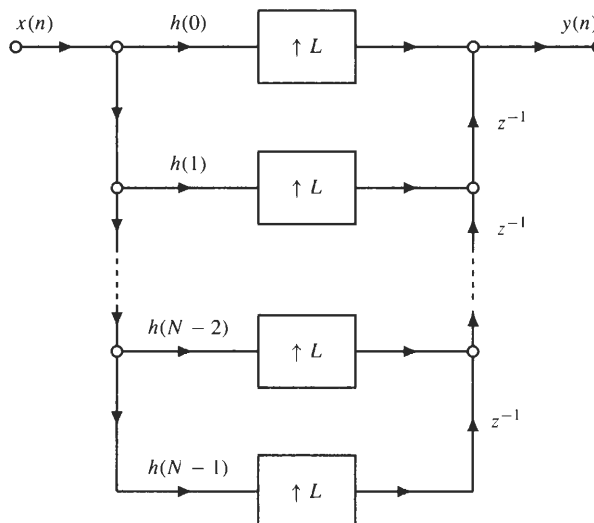 x(n) h(0) ↑ L y(n)
z⁻¹
h(1) ↑ L
z⁻¹
h(N − 2) ↑ L
z⁻¹
h(N − 1) ↑ L